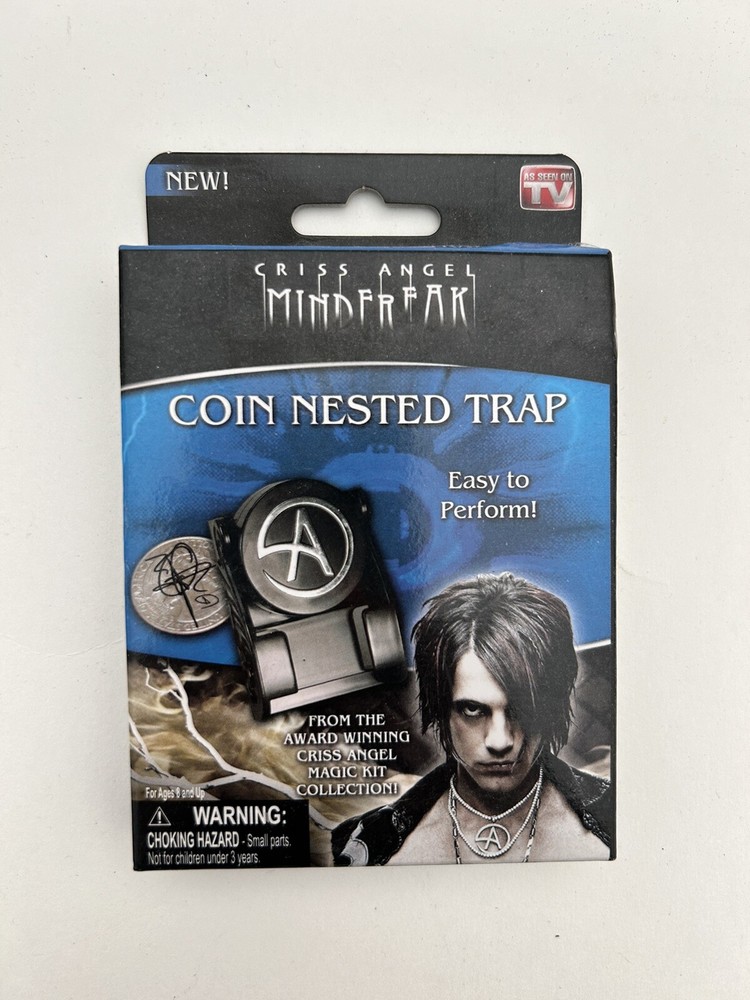 NEW!
AS SEEN ON
TV
CRISS ANGEL
MINDFREAK
COIN NESTED TRAP
Easy to
Perform!
A
FROM THE
AWARD WINNING
CRISS ANGEL
MAGIC KIT
COLLECTION!
For Ages 8 and Up
WARNING:
CHOKING HAZARD - Small parts.
Not for children under 3 years.
A